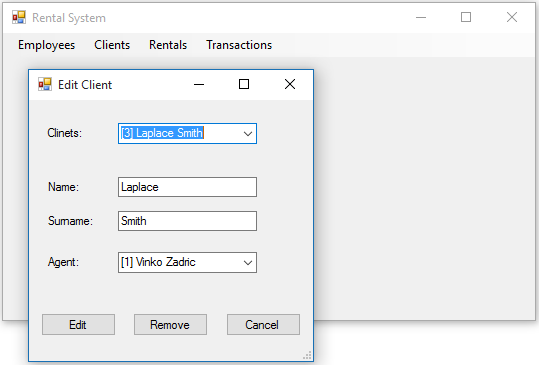 Rental System
Employees Clients Rentals Transactions
Edit Client
Clinets: [3] Laplace Smith
Name: Laplace
Surname: Smith
Agent: [1] Vinko Zadric
Edit Remove Cancel